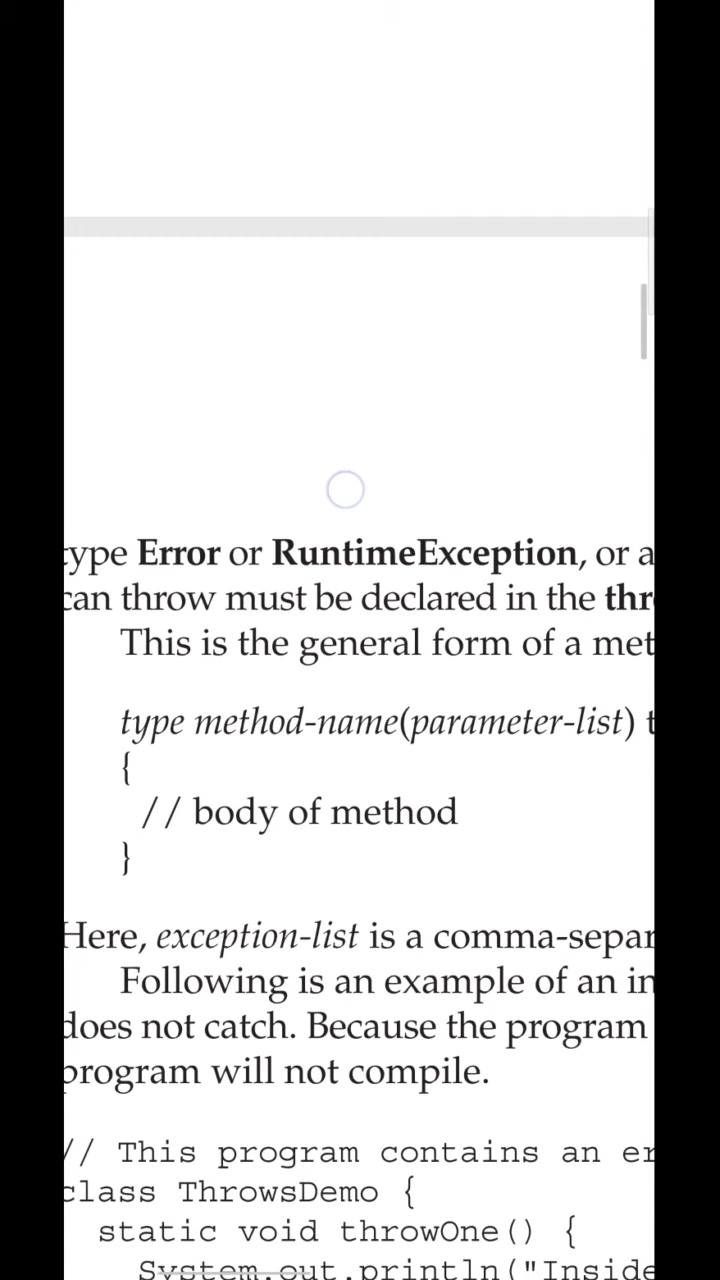 type Error or RuntimeException, or a
can throw must be declared in the thr
This is the general form of a met
type method-name(parameter-list) t
{
// body of method
}
Here, exception-list is a comma-separ
Following is an example of an in
does not catch. Because the program
program will not compile.
// This program contains an er
class ThrowsDemo {
static void throwOne() {
System.out.println("Inside